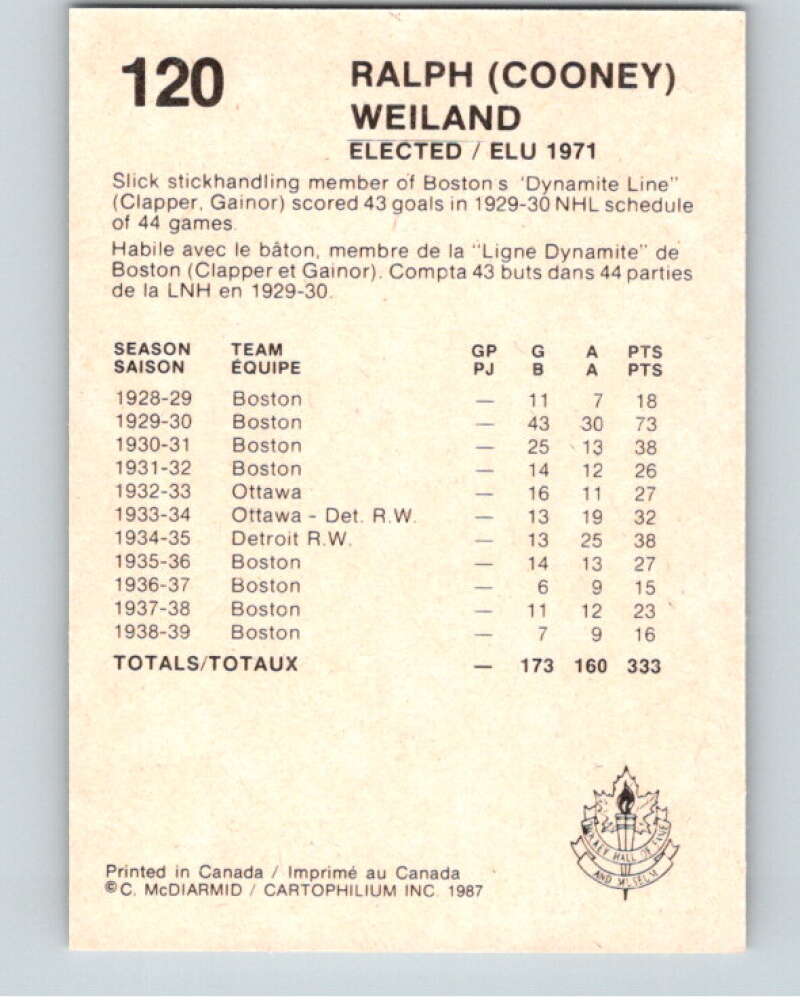 120
RALPH (COONEY)
WEILAND
ELECTED / ELU 1971
Slick stickhandling member of Boston s 'Dynamite Line"
(Clapper, Gainor) scored 43 goals in 1929-30 NHL schedule
of 44 games.
Habile avec le bâton, membre de la "Ligne Dynamite" de
Boston (Clapper et Gainor). Compta 43 buts dans 44 parties
de la LNH en 1929-30.
SEASON TEAM GP G A PTS
SAISON ÉQUIPE PJ B A PTS
1928-29 Boston — 11 7 18
1929-30 Boston — 43 30 73
1930-31 Boston — 25 13 38
1931-32 Boston — 14 12 26
1932-33 Ottawa — 16 11 27
1933-34 Ottawa - Det. R.W. — 13 19 32
1934-35 Detroit R.W. — 13 25 38
1935-36 Boston — 14 13 27
1936-37 Boston — 6 9 15
1937-38 Boston — 11 12 23
1938-39 Boston — 7 9 16
TOTALS/TOTAUX — 173 160 333
HOCKEY HALL OF FAME
AND MUSEUM
Printed in Canada / Imprimé au Canada
©C. McDIARMID / CARTOPHILIUM INC. 1987